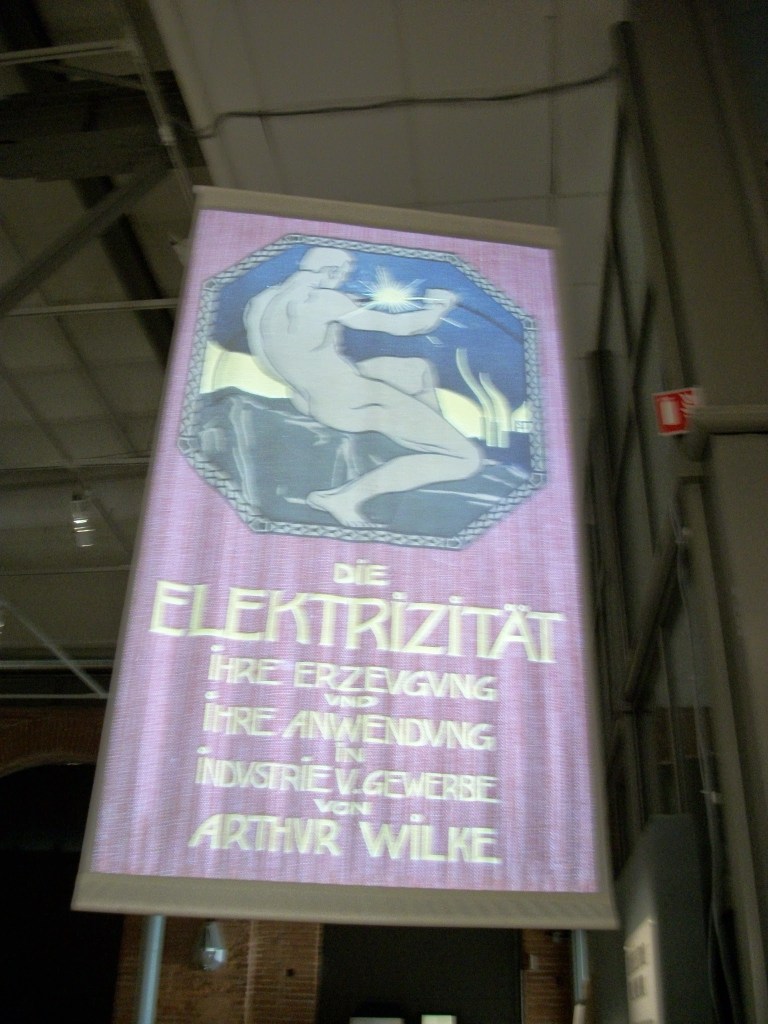 DIE
ELEKTRIZITÄT
IHRE ERZEVGVNG
VND
IHRE ANWENDVNG
IN
INDVSTRIE V. GEWERBE
VON
ARTHVR WILKE